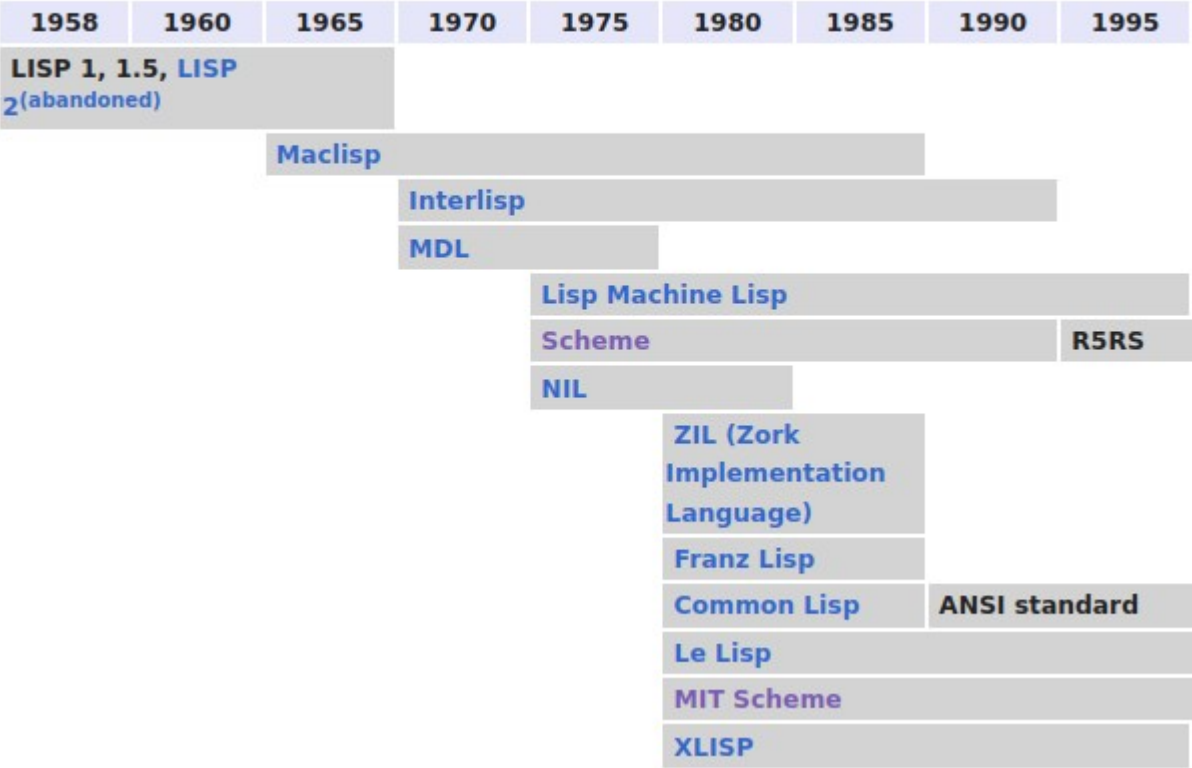 1958 1960 1965 1970 1975 1980 1985 1990 1995
LISP 1, 1.5, LISP
2(abandoned)
Maclisp
Interlisp
MDL
Lisp Machine Lisp
Scheme R5RS
NIL
ZIL (Zork
Implementation
Language)
Franz Lisp
Common Lisp ANSI standard
Le Lisp
MIT Scheme
XLISP